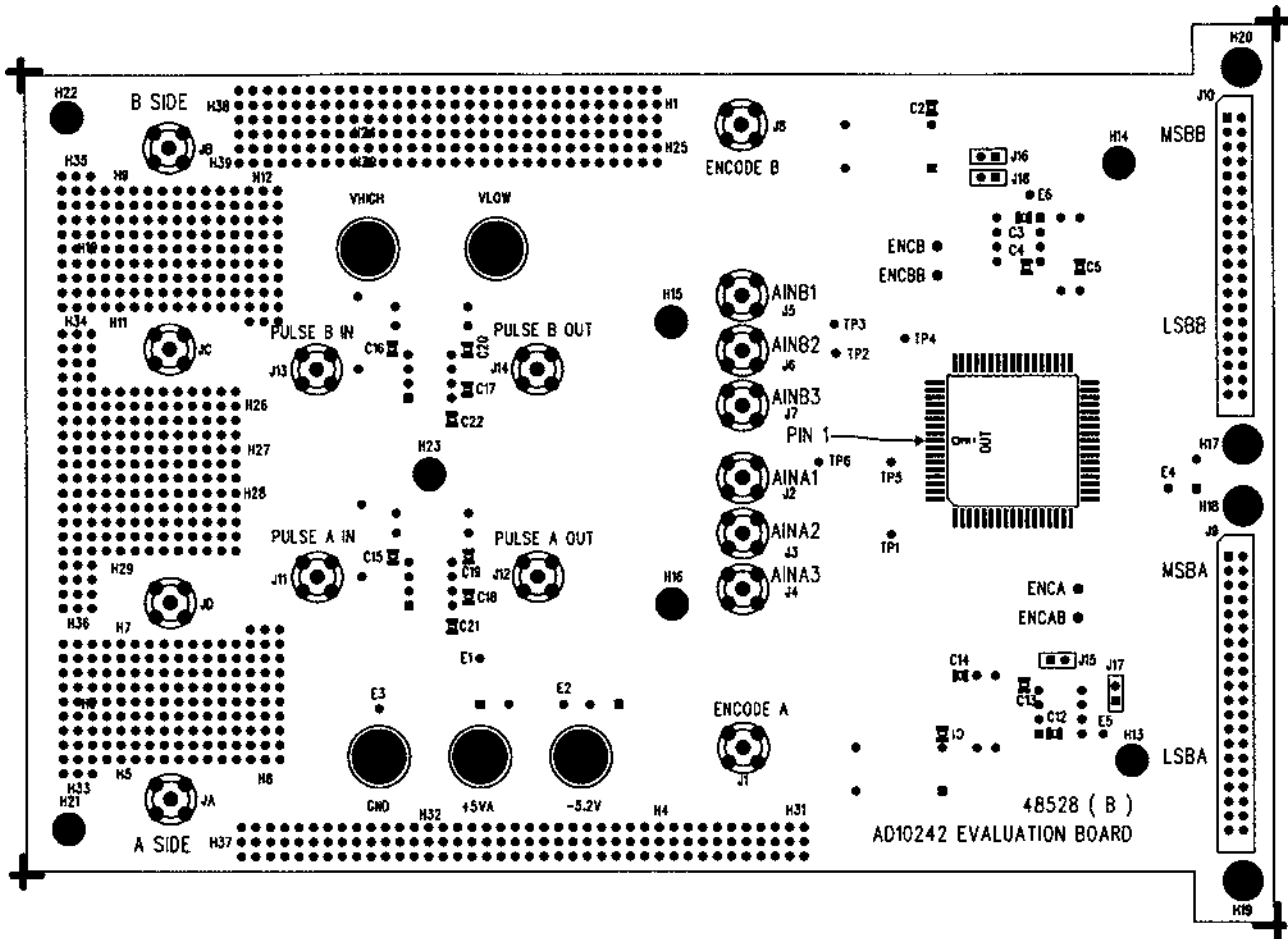 H20
H22
B SIDE
H38
H1
J10
C2
JB
J8
H14
MSBB
H39
H25
H35
ENCODE B
J16
H9
H12
J18
VHIGH
VLOW
E6
C3
ENCB
C4
ENCBB
C5
H15
AINB1
J5
H11
H34
PULSE B IN
PULSE B OUT
TP3
TP4
LSBB
C16
C20
AINB2
TP2
JC
J13
J14
J6
C17
AINB3
H26
J7
C22
PIN 1
OUT
H23
H17
H27
TP6
TP5
E4
AINA1
J2
H28
H18
PULSE A IN
PULSE A OUT
AINA2
J9
TP1
J3
C15
C19
H29
J11
J12
AINA3
MSBA
J4
H16
ENCA
C18
JD
H36
H7
ENCAB
C21
E1
J15
J17
C14
E3
E2
ENCODE A
C13
C12
E5
C1
H13
LSBA
H5
H6
H33
J1
H21
JA
GND
+5VA
-5.2V
48528 ( B )
H32
H4
H31
A SIDE
H37
AD10242 EVALUATION BOARD
H19